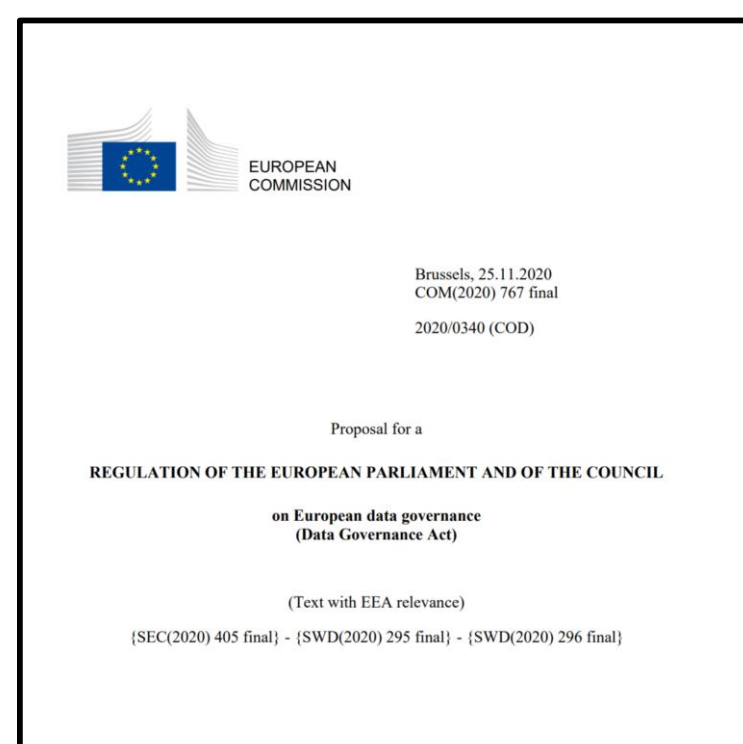 EUROPEAN
COMMISSION
Brussels, 25.11.2020
COM(2020) 767 final
2020/0340 (COD)
Proposal for a
REGULATION OF THE EUROPEAN PARLIAMENT AND OF THE COUNCIL
on European data governance
(Data Governance Act)
(Text with EEA relevance)
{SEC(2020) 405 final} - {SWD(2020) 295 final} - {SWD(2020) 296 final}